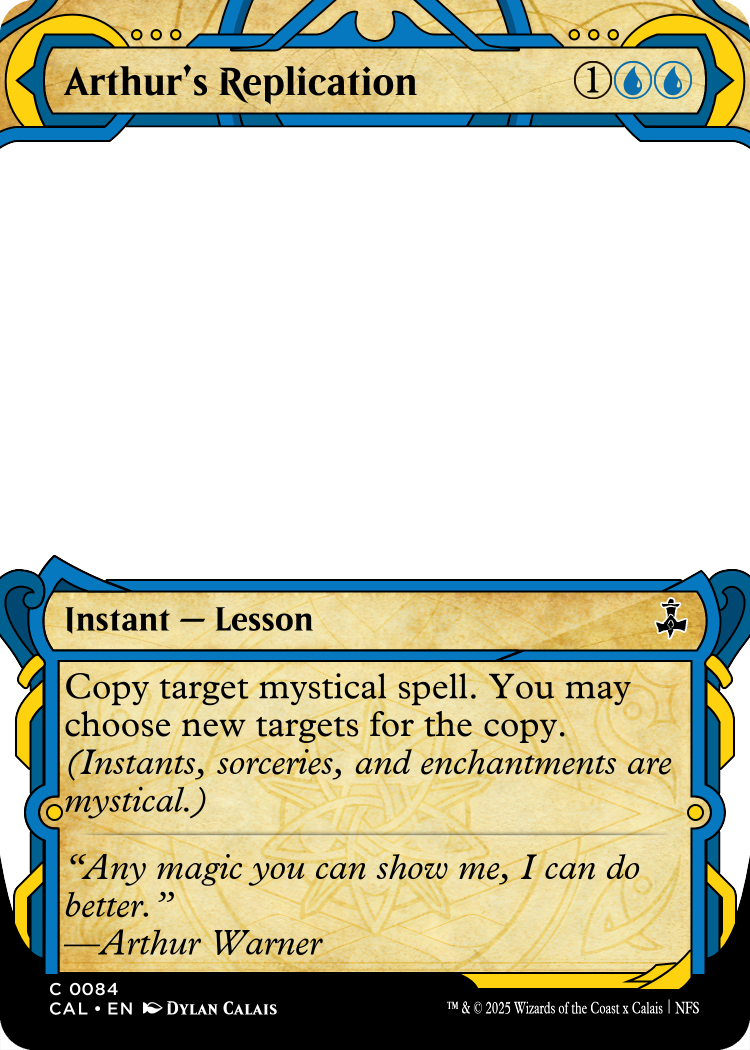 Arthur's Replication 1
Instant — Lesson
Copy target mystical spell. You may
choose new targets for the copy.
(Instants, sorceries, and enchantments are
mystical.)
“Any magic you can show me, I can do
better.”
—Arthur Warner
C 0084
CAL • EN Dylan Calais
™ & © 2025 Wizards of the Coast x Calais | NFS